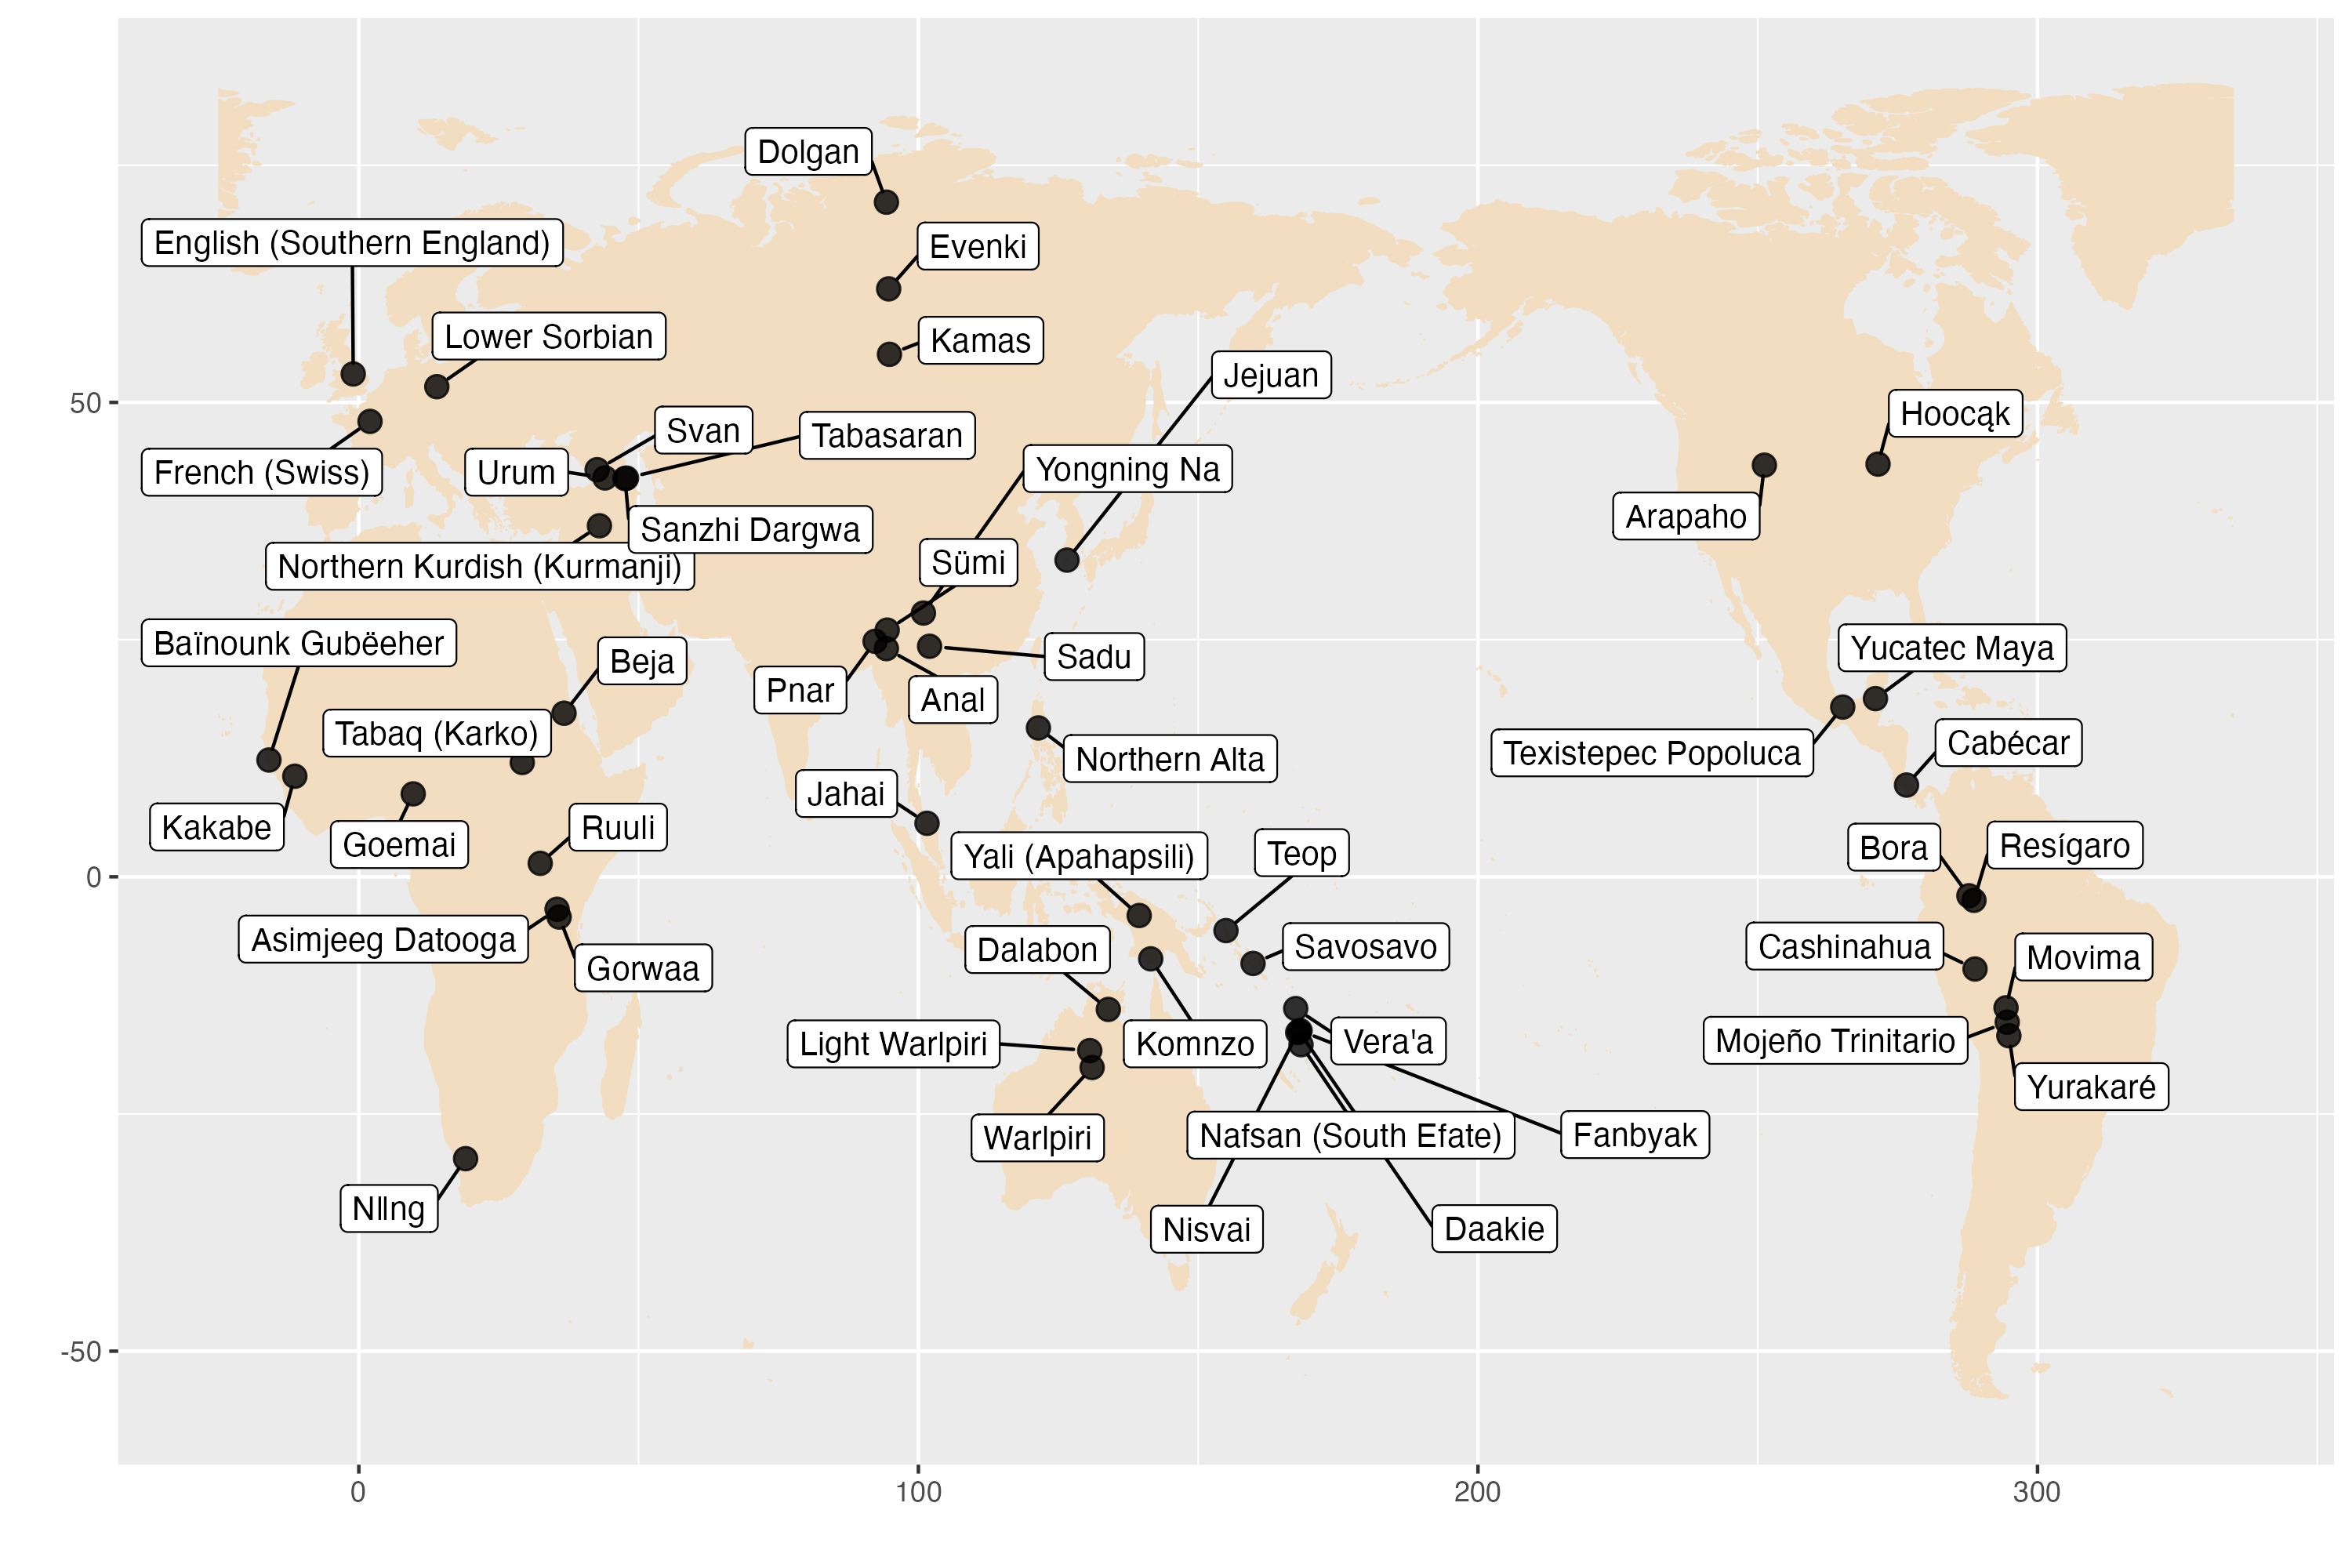 Dolgan
English (Southern England)
Evenki
Lower Sorbian
Kamas
Jejuan
50
Hoocąk
Svan
Tabasaran
French (Swiss)
Urum
Yongning Na
Arapaho
Sanzhi Dargwa
Northern Kurdish (Kurmanji)
Sümi
Baïnounk Gubëeher
Beja
Sadu
Yucatec Maya
Pnar
Anal
Tabaq (Karko)
Northern Alta
Texistepec Popoluca
Cabécar
Jahai
Kakabe
Goemai
Ruuli
Yali (Apahapsili)
Teop
Bora
Resígaro
0
Asimjeeg Datooga
Gorwaa
Dalabon
Savosavo
Cashinahua
Movima
Light Warlpiri
Komnzo
Vera'a
Mojeño Trinitario
Yurakaré
Warlpiri
Nafsan (South Efate)
Fanbyak
Nllng
Nisvai
Daakie
-50
0
100
200
300